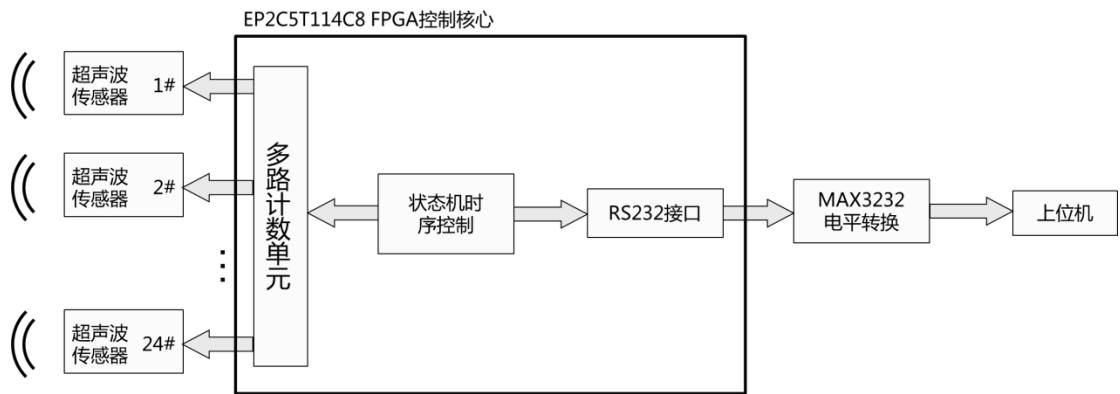 EP2C5T114C8 FPGA控制核心
超声波
传感器 1#
超声波
传感器 2#
⋮
超声波
传感器 24#
多路计数单元
状态机时
序控制
RS232接口
MAX3232
电平转换
上位机